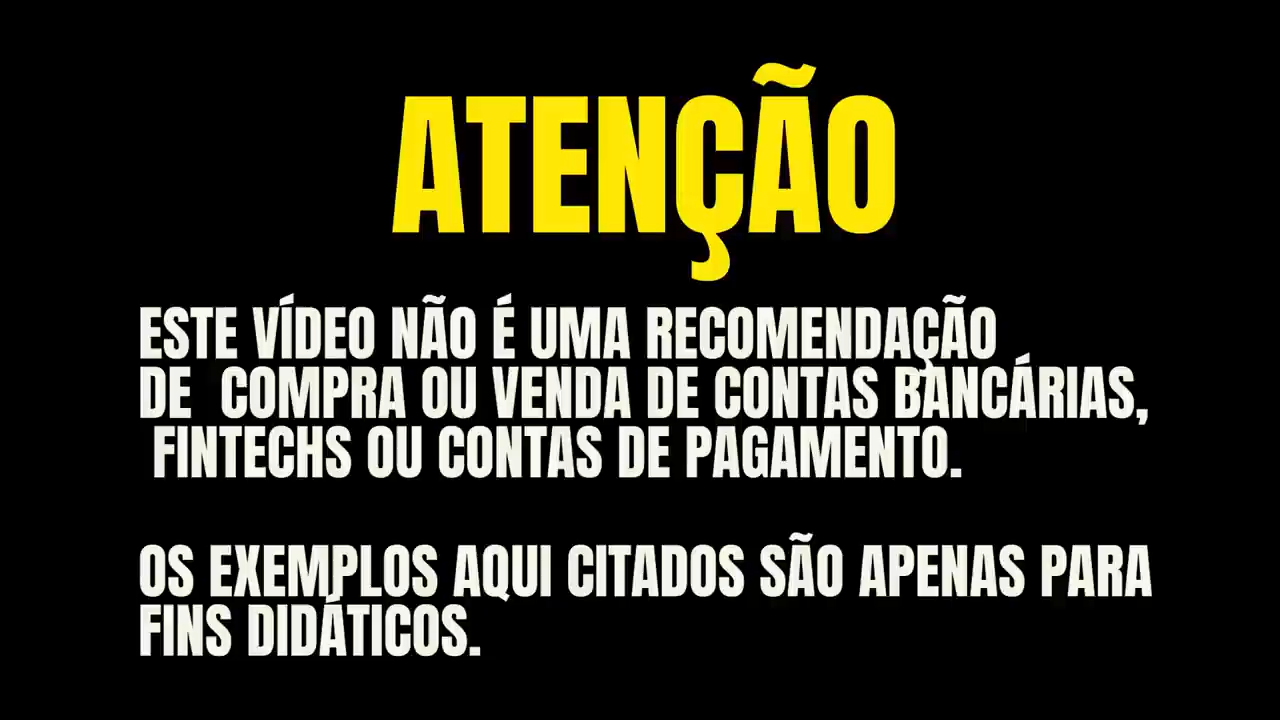 ATENÇÃO
ESTE VÍDEO NÃO É UMA RECOMENDAÇÃO
DE COMPRA OU VENDA DE CONTAS BANCÁRIAS,
FINTECHS OU CONTAS DE PAGAMENTO.
OS EXEMPLOS AQUI CITADOS SÃO APENAS PARA
FINS DIDÁTICOS.